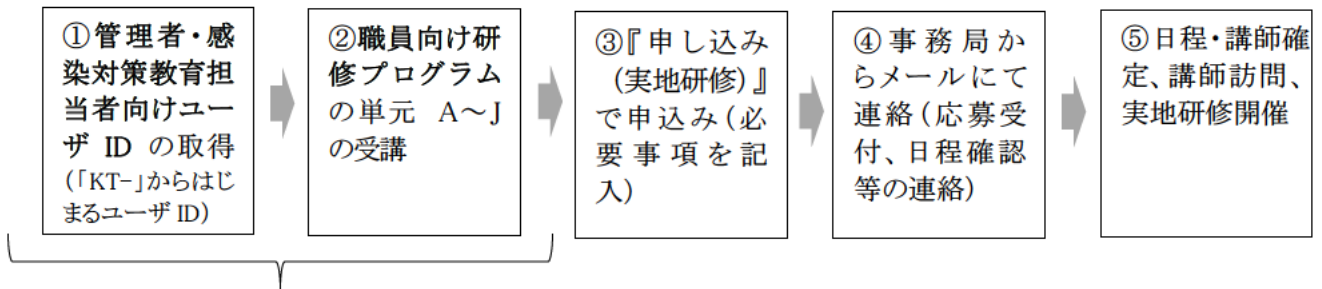 ①管理者・感
染対策教育担
当者向けユー
ザ ID の取得
(「KT-」からはじ
まるユーザ ID)
②職員向け研
修プログラム
の単元 A～J
の受講
③『申し込み
(実地研修)』
で申込み(必
要事項を記
入)
④事務局か
らメールにて
連絡(応募受
付、日程確認
等の連絡)
⑤日程・講師確
定、講師訪問、
実地研修開催